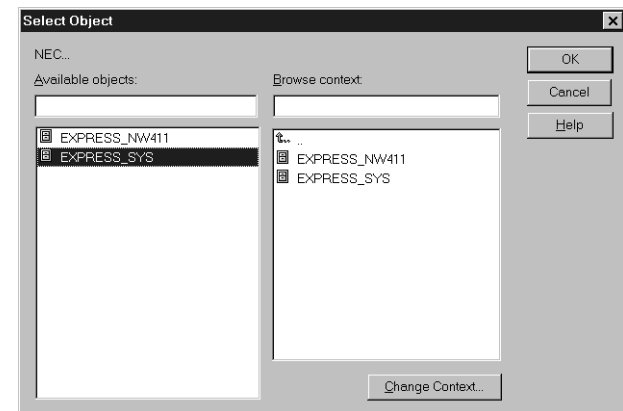 Select Object
NEC...
Available objects:
EXPRESS_NW411
EXPRESS_SYS
Browse context:
..
EXPRESS_NW411
EXPRESS_SYS
Change Context...
OK
Cancel
Help